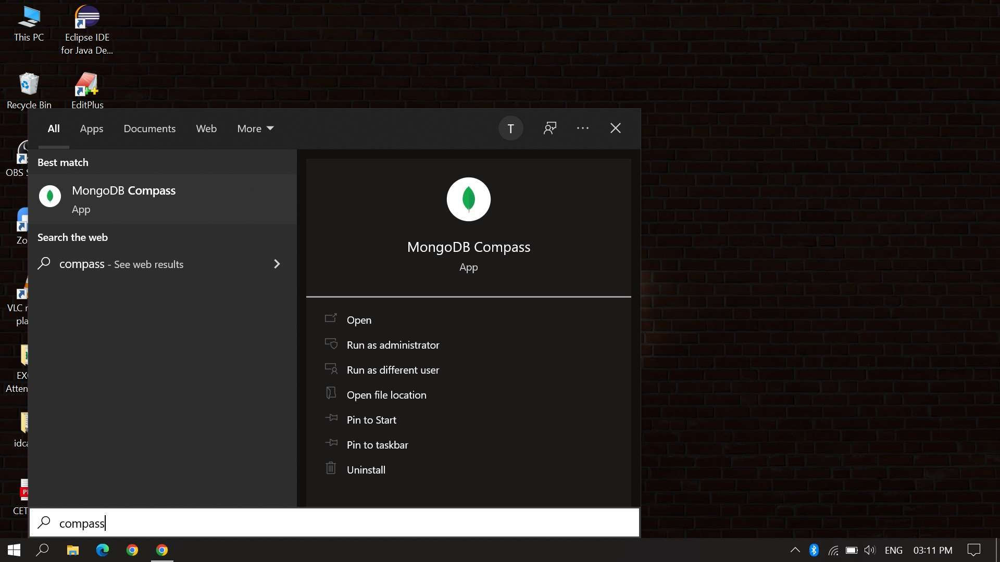 This PC
Eclipse IDE
for Java De...
Recycle Bin
EditPlus
All Apps Documents Web More
T
Best match
MongoDB Compass
App
Search the web
compass - See web results
MongoDB Compass
App
Open
Run as administrator
Run as different user
Open file location
Pin to Start
Pin to taskbar
Uninstall
OBS S
Zo
VLC
pla
EX
Atten
idca
CET
compass
ENG 03:11 PM